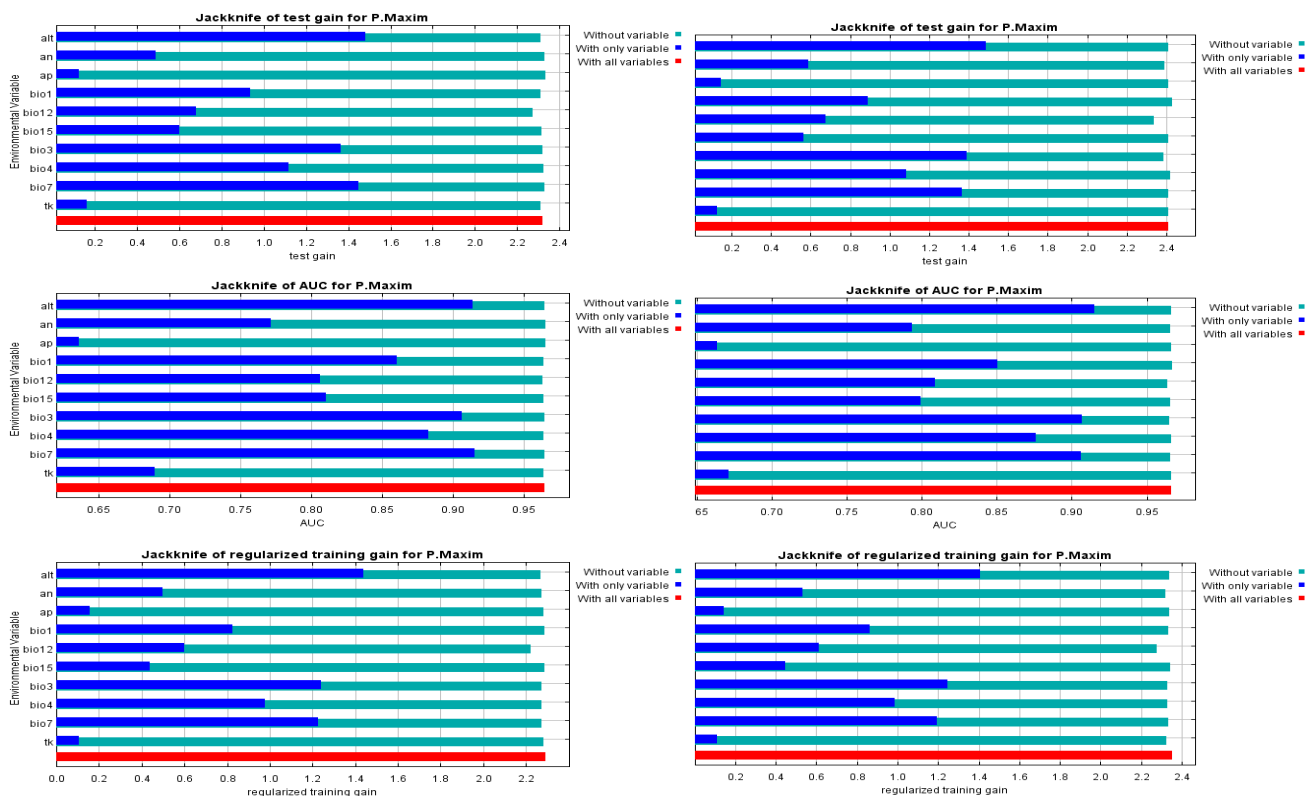 Jackknife of test gain for P.Maxim
Environmental Variable
alt
an
ap
bio1
bio12
bio15
bio3
bio4
bio7
tk
Without variable
With only variable
With all variables
0.2 0.4 0.6 0.8 1.0 1.2 1.4 1.6 1.8 2.0 2.2 2.4
test gain
Jackknife of test gain for P.Maxim
Without variable
With only variable
With all variables
0.2 0.4 0.6 0.8 1.0 1.2 1.4 1.6 1.8 2.0 2.2 2.4
test gain
Jackknife of AUC for P.Maxim
Environmental Variable
alt
an
ap
bio1
bio12
bio15
bio3
bio4
bio7
tk
Without variable
With only variable
With all variables
0.65 0.70 0.75 0.80 0.85 0.90 0.95
AUC
Jackknife of AUC for P.Maxim
Without variable
With only variable
With all variables
65 0.70 0.75 0.80 0.85 0.90 0.95
AUC
Jackknife of regularized training gain for P.Maxim
Environmental Variable
alt
an
ap
bio1
bio12
bio15
bio3
bio4
bio7
tk
Without variable
With only variable
With all variables
0.0 0.2 0.4 0.6 0.8 1.0 1.2 1.4 1.6 1.8 2.0 2.2
regularized training gain
Jackknife of regularized training gain for P.Maxim
Without variable
With only variable
With all variables
0.2 0.4 0.6 0.8 1.0 1.2 1.4 1.6 1.8 2.0 2.2 2.4
regularized training gain